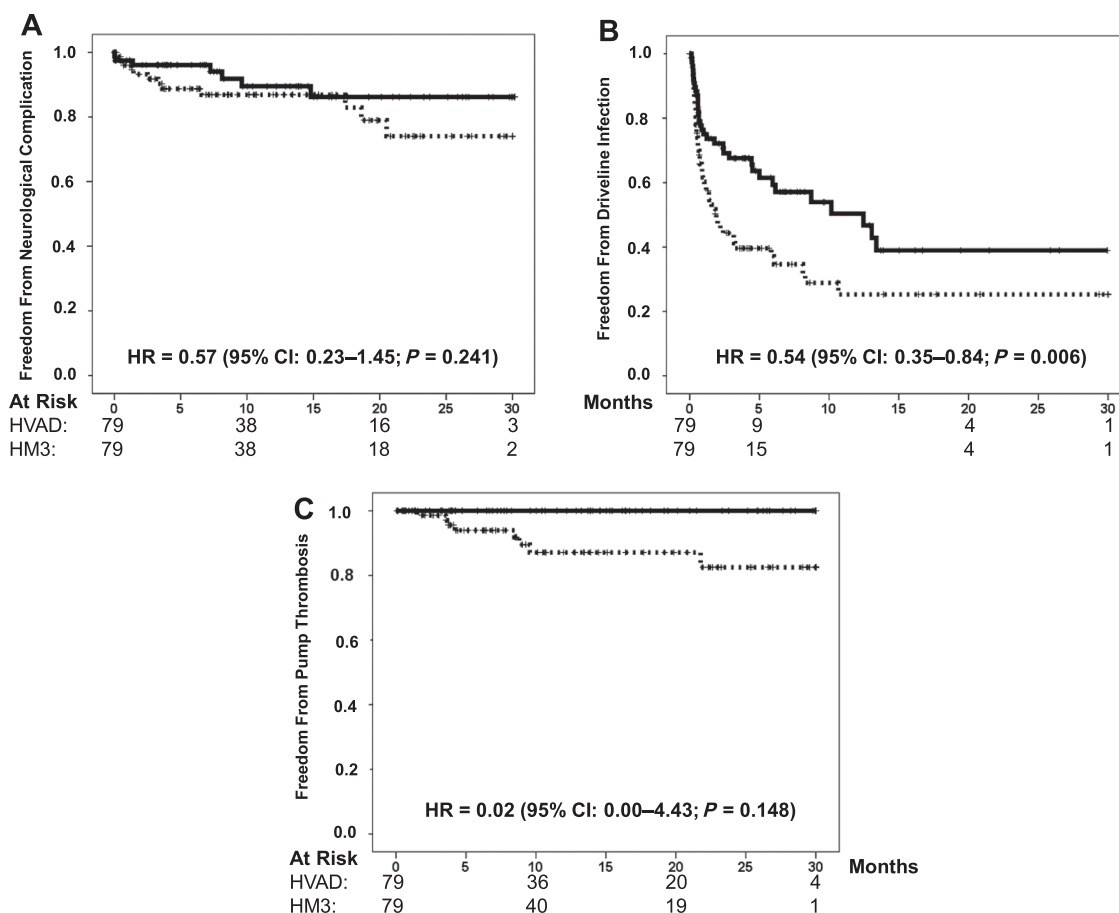 A
Freedom From Neurological Complication
1.0
0.8
0.6
0.4
0.2
0.0
HR = 0.57 (95% CI: 0.23–1.45; P = 0.241)
At Risk 0 5 10 15 20 25 30
HVAD: 79 38 16 3
HM3: 79 38 18 2
B
Freedom From Driveline Infection
1.0
0.8
0.6
0.4
0.2
0.0
HR = 0.54 (95% CI: 0.35–0.84; P = 0.006)
Months 0 5 10 15 20 25 30
79 9 4 1
79 15 4 1
C
Freedom From Pump Thrombosis
1.0
0.8
0.6
0.4
0.2
0.0
HR = 0.02 (95% CI: 0.00–4.43; P = 0.148)
At Risk 0 5 10 15 20 25 30 Months
HVAD: 79 36 20 4
HM3: 79 40 19 1